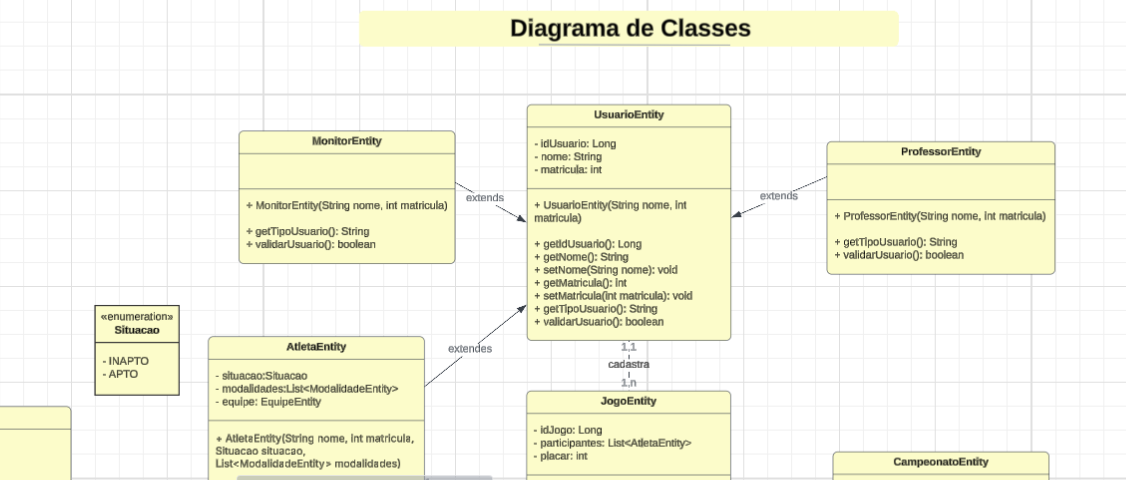 Diagrama de Classes
MonitorEntity
+ MonitorEntity(String nome, int matricula)
+ getTipoUsuario(): String
+ validarUsuario(): boolean
extends
UsuarioEntity
- idUsuario: Long
- nome: String
- matricula: int
+ UsuarioEntity(String nome, int
matricula)
+ getIdUsuario(): Long
+ getNome(): String
+ setNome(String nome): void
+ getMatricula(): int
+ setMatricula(int matricula): void
+ getTipoUsuario(): String
+ validarUsuario(): boolean
extends
ProfessorEntity
+ ProfessorEntity(String nome, int matricula)
+ getTipoUsuario(): String
+ validarUsuario(): boolean
«enumeration»
Situacao
- INAPTO
- APTO
AtletaEntity
- situacao:Situacao
- modalidades:List<ModalidadeEntity>
- equipe: EquipeEntity
+ AtletaEntity(String nome, int matricula,
Situacao situacao,
List<ModalidadeEntity> modalidades)
extendes
1,1
cadastra
1,n
JogoEntity
- idJogo: Long
- participantes: List<AtletaEntity>
- placar: int
CampeonatoEntity